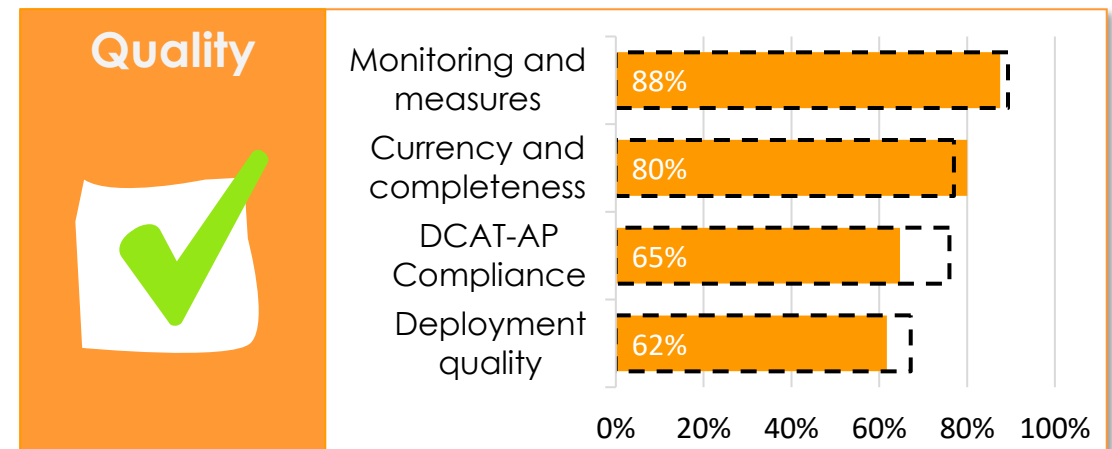 Quality
Monitoring and
measures
88%
Currency and
completeness
80%
DCAT-AP
Compliance
65%
Deployment
quality
62%
0% 20% 40% 60% 80% 100%